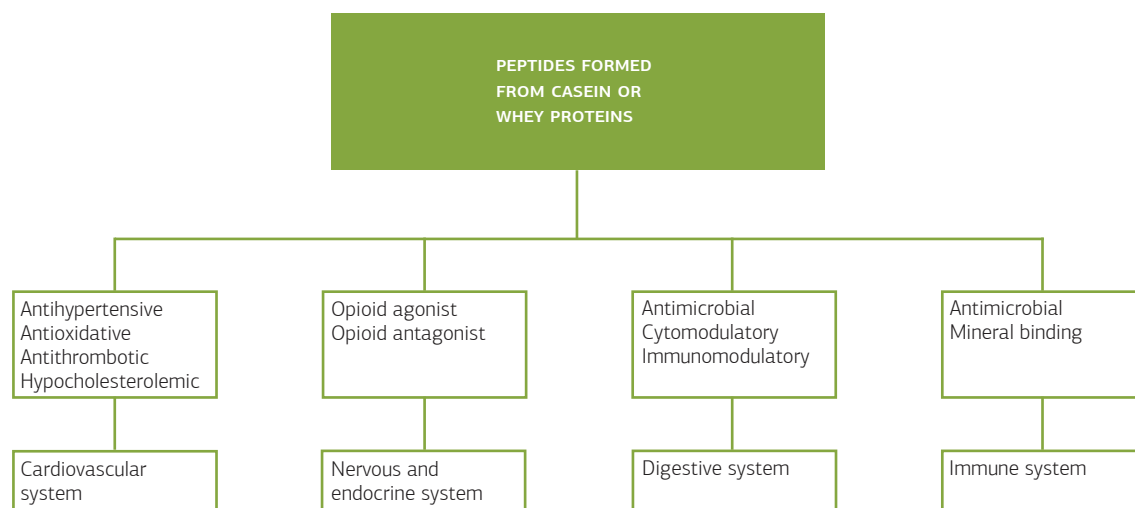 PEPTIDES FORMED
FROM CASEIN OR
WHEY PROTEINS
Antihypertensive
Antioxidative
Antithrombotic
Hypocholesterolemic
Opioid agonist
Opioid antagonist
Antimicrobial
Cytomodulatory
Immunomodulatory
Antimicrobial
Mineral binding
Cardiovascular
system
Nervous and
endocrine system
Digestive system
Immune system